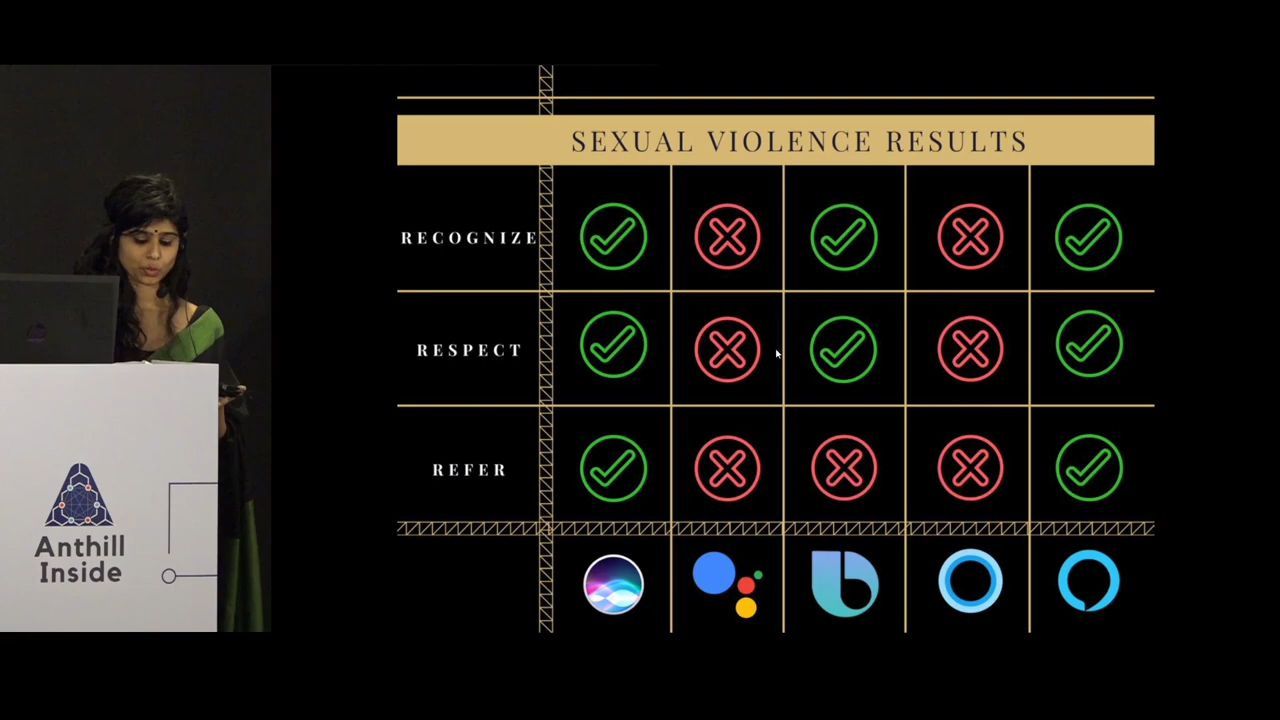 SEXUAL VIOLENCE RESULTS
RECOGNIZE
RESPECT
REFER
Anthill
Inside